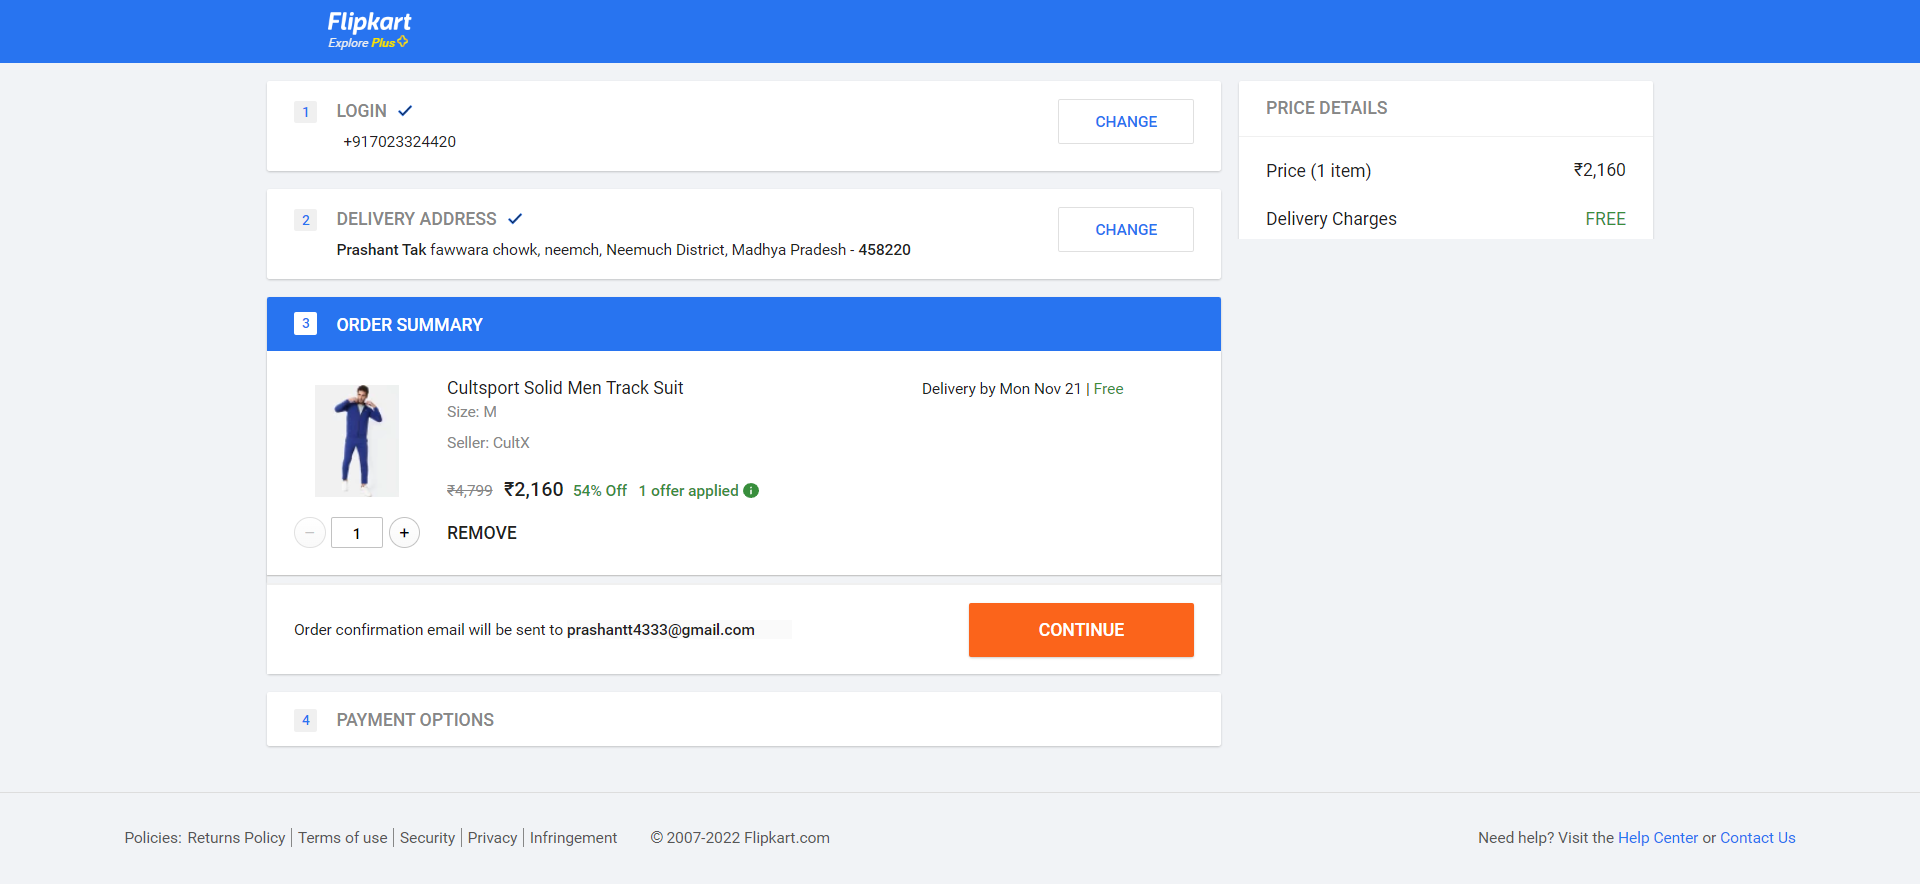 Flipkart
Explore Plus
1 LOGIN
+917023324420
CHANGE
2 DELIVERY ADDRESS
Prashant Tak fawwara chowk, neemch, Neemuch District, Madhya Pradesh - 458220
CHANGE
3 ORDER SUMMARY
Cultsport Solid Men Track Suit
Size: M
Seller: CultX
₹4,799 ₹2,160 54% Off 1 offer applied
Delivery by Mon Nov 21 | Free
− 1 + REMOVE
Order confirmation email will be sent to prashantt4333@gmail.com
CONTINUE
4 PAYMENT OPTIONS
PRICE DETAILS
Price (1 item) ₹2,160
Delivery Charges FREE
Policies: Returns Policy | Terms of use | Security | Privacy | Infringement © 2007-2022 Flipkart.com
Need help? Visit the Help Center or Contact Us